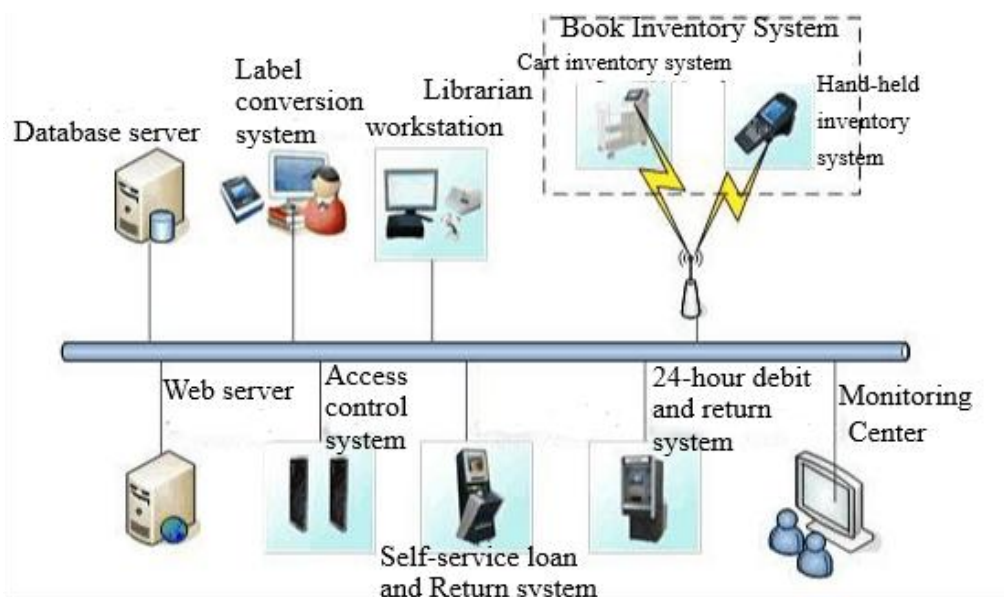 Book Inventory System
Cart inventory system
Hand-held
inventory
system
Label
conversion
system
Librarian
workstation
Database server
Web server
Access
control
system
24-hour debit
and return
system
Monitoring
Center
Self-service loan
and Return system